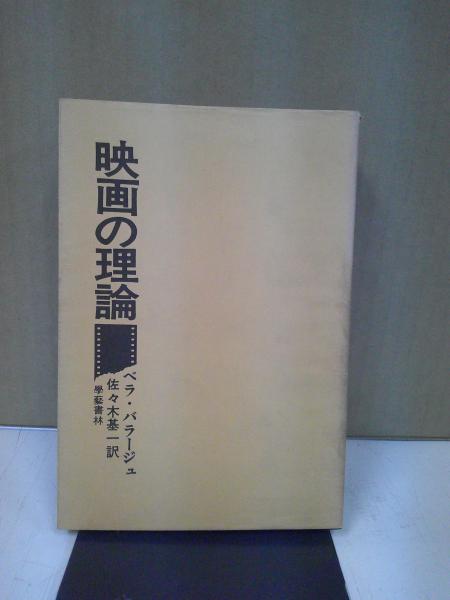 映画の理論
ベラ・バラージュ
佐々木基一訳
學藝書林